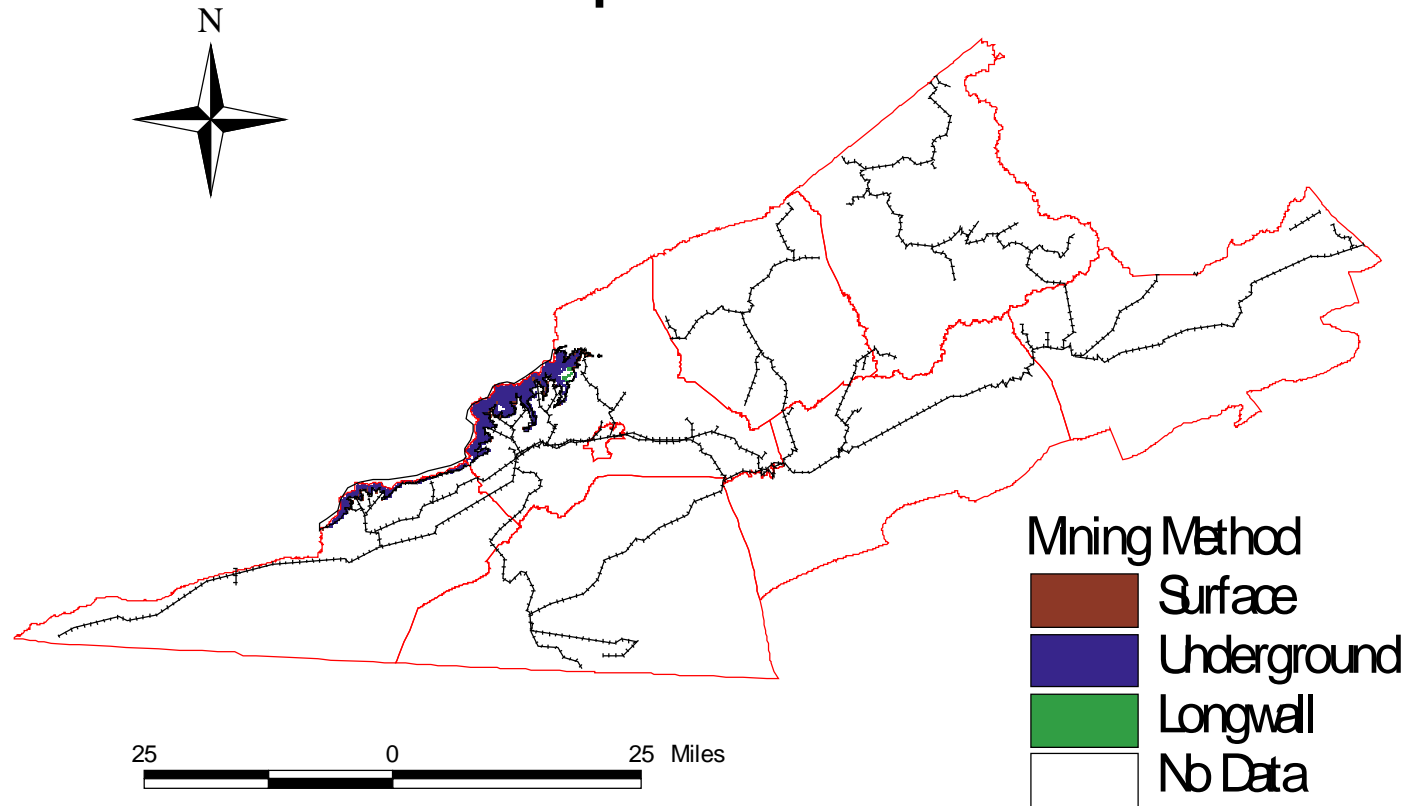 N
Mining Method
Surface
Underground
Longwall
No Data
25 0 25 Miles